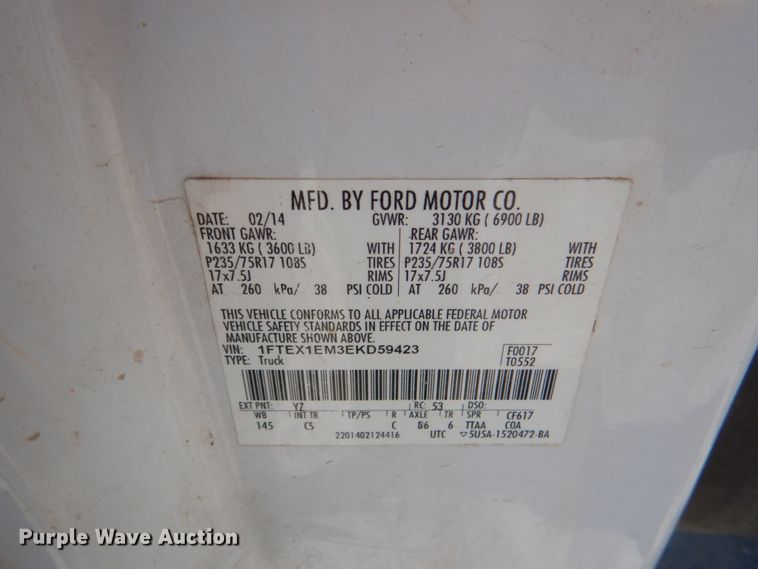 MFD. BY FORD MOTOR CO.
DATE: 02/14 GVWR: 3130 KG ( 6900 LB)
FRONT GAWR: REAR GAWR:
1633 KG ( 3600 LB) WITH 1724 KG ( 3800 LB) WITH
P235/75R17 108S TIRES P235/75R17 108S TIRES
17x7.5J RIMS 17x7.5J RIMS
AT 260 kPa/ 38 PSI COLD AT 260 kPa/ 38 PSI COLD
THIS VEHICLE CONFORMS TO ALL APPLICABLE FEDERAL MOTOR
VEHICLE SAFETY STANDARDS IN EFFECT ON THE DATE OF
MANUFACTURE SHOWN ABOVE.
VIN: 1FTEX1EM3EKD59423 F0017
TYPE: Truck T0552
EXT PNT: YZ RC: 53 DSO:
WB INT TR TP/PS R AXLE TR SPR CF617
145 CS C B6 6 TTAA COA
2201402124416 UTC ▽5U5A-1520472-BA
Purple Wave Auction